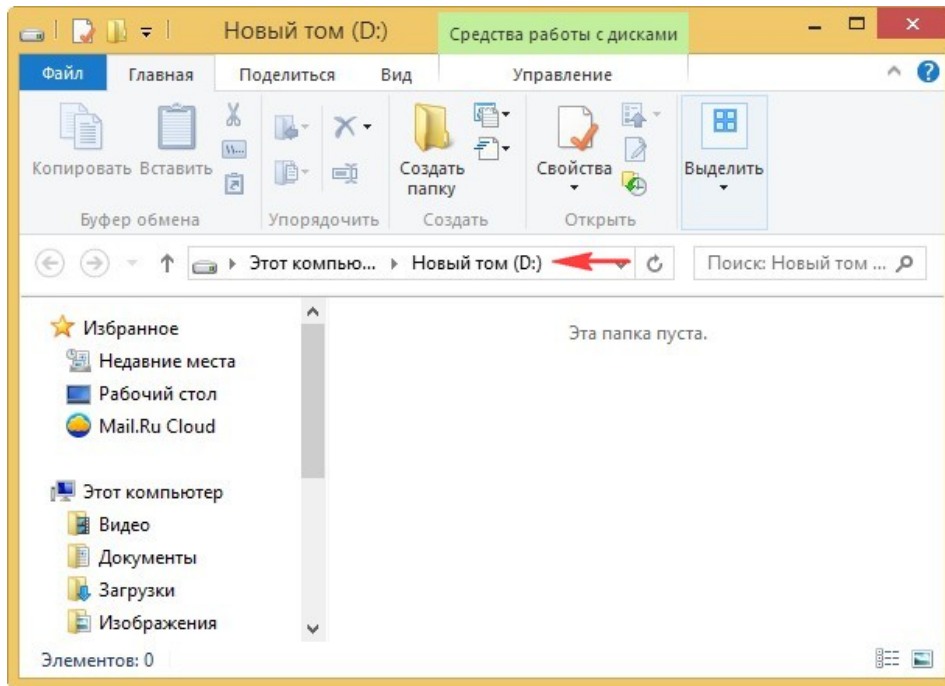 Новый том (D:)
Средства работы с дисками
Файл
Главная
Поделиться
Вид
Управление
Копировать
Вставить
Создать
папку
Свойства
Выделить
Буфер обмена
Упорядочить
Создать
Открыть
Этот компью...
Новый том (D:)
Поиск: Новый том ...
Избранное
Недавние места
Рабочий стол
Mail.Ru Cloud
Этот компьютер
Видео
Документы
Загрузки
Изображения
Эта папка пуста.
Элементов: 0